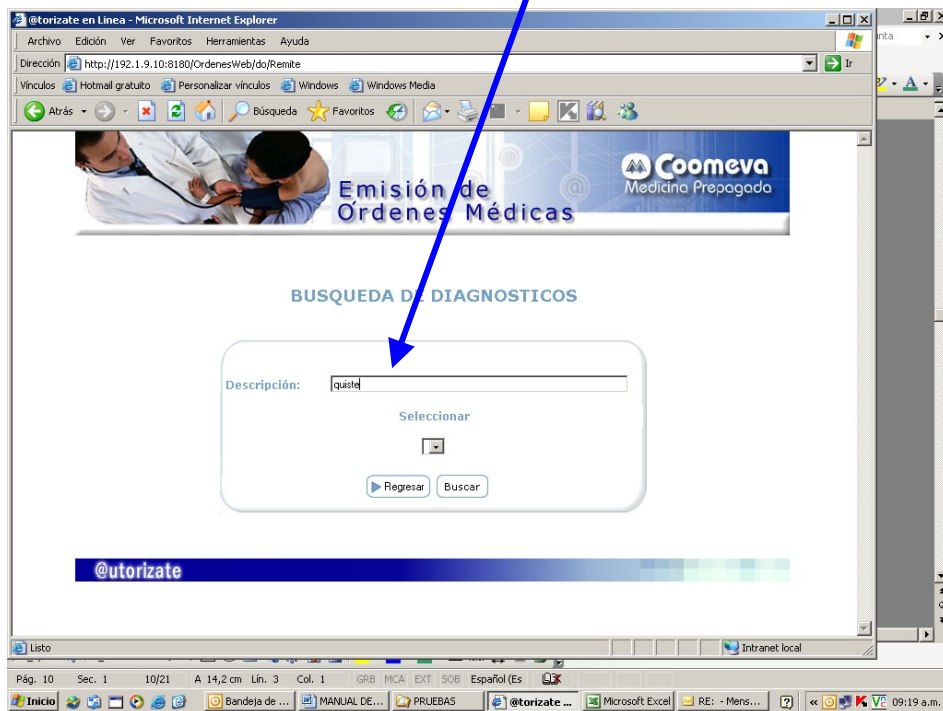 @utorizate en Linea - Microsoft Internet Explorer
Archivo Edición Ver Favoritos Herramientas Ayuda
Dirección http://192.1.9.10:8180/OrdenesWeb/do/Remite Ir
Vínculos Hotmail gratuito Personalizar vínculos Windows Windows Media
Atrás Búsqueda Favoritos
Emisión de
Órdenes Médicas
Coomeva
Medicina Prepagada
BUSQUEDA DE DIAGNOSTICOS
Descripción: quiste
Seleccionar
Regresar Buscar
@utorizate
Listo Intranet local
Pág. 10 Sec. 1 10/21 A 14,2 cm Lín. 3 Col. 1 GRB MCA EXT SOB Español (Es
Inicio Bandeja de ... MANUAL DE... PRUEBAS @torizate ... Microsoft Excel RE: - Mens... 09:19 a.m.